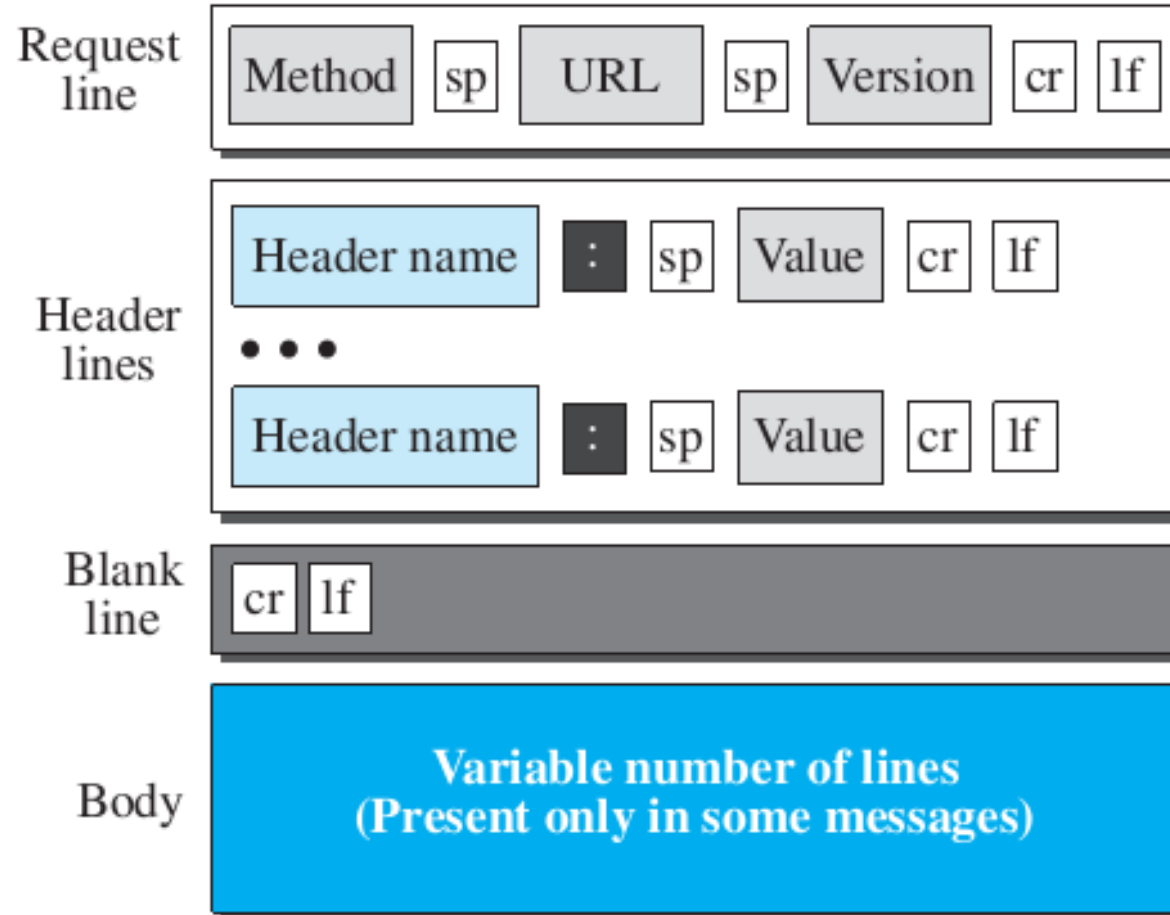 Request
line
Method sp URL sp Version cr lf
Header
lines
Header name : sp Value cr lf
Header name : sp Value cr lf
Blank
line
cr lf
Body
Variable number of lines
(Present only in some messages)